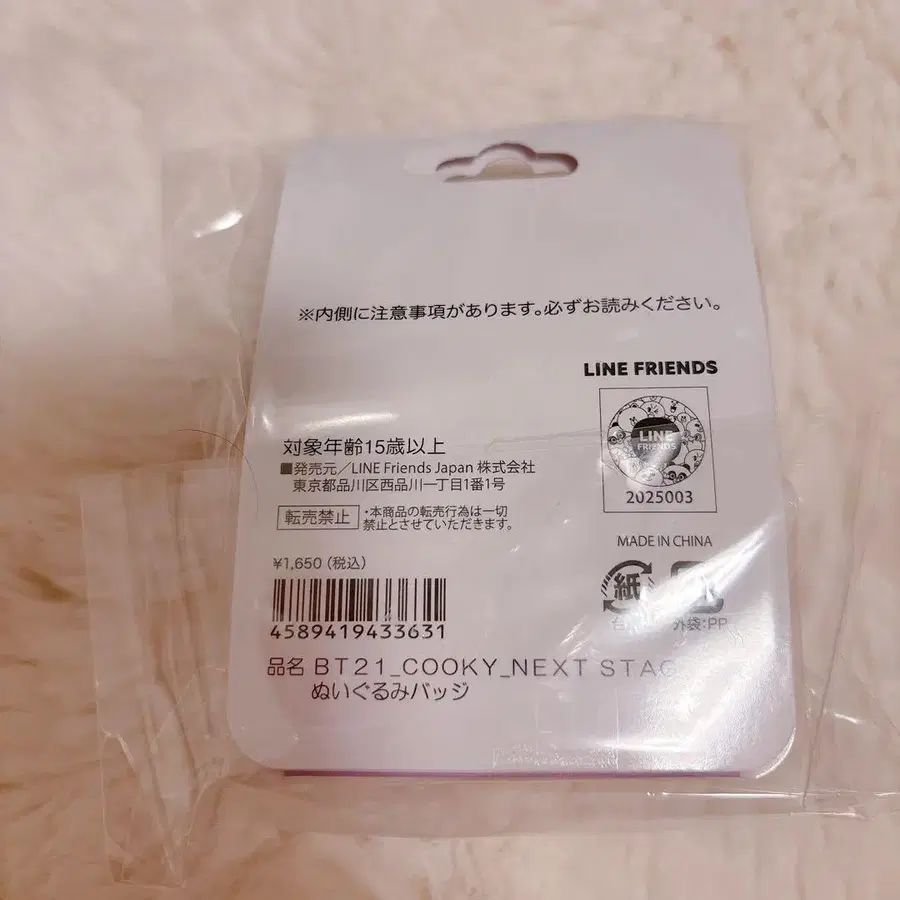 ※内側に注意事項があります。必ずお読みください。
LINE FRIENDS
LINE
FRIENDS
2025003
対象年齢15歳以上
■発売元／LINE Friends Japan 株式会社
東京都品川区西品川一丁目1番1号
転売禁止
・本商品の転売行為は一切
禁止とさせていただきます。
MADE IN CHINA
¥1,650（税込）
紙
外袋:PP
4589419433631
品名 BT21_COOKY_NEXT STAG
ぬいぐるみバッジ